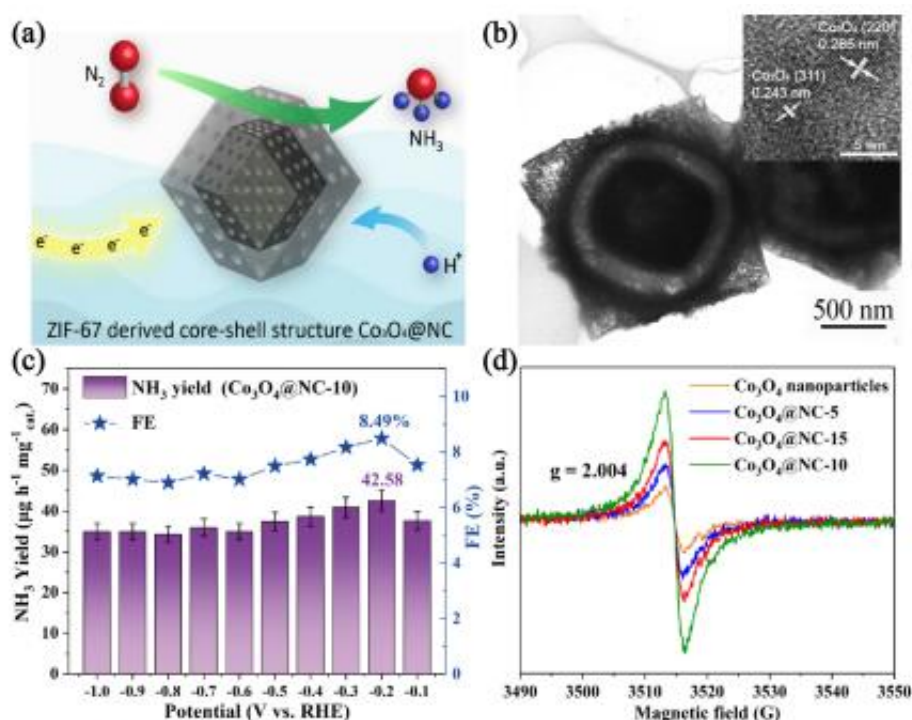 (a)
N₂
NH₃
e⁻ e⁻ e⁻ e⁻
H⁺
ZIF-67 derived core-shell structure Co₃O₄@NC
(b)
Co₃O₄ (220)
0.285 nm
Co₃O₄ (311)
0.243 nm
5 nm
500 nm
(c)
NH₃ yield (Co₃O₄@NC-10)
FE
8.49%
42.58
NH₃ Yield (μg h⁻¹ mg⁻¹cat.)
70
60
50
40
30
20
10
0
FE (%)
10
8
6
4
2
0
-1.0 -0.9 -0.8 -0.7 -0.6 -0.5 -0.4 -0.3 -0.2 -0.1
Potential (V vs. RHE)
(d)
Co₃O₄ nanoparticles
Co₃O₄@NC-5
Co₃O₄@NC-15
Co₃O₄@NC-10
g = 2.004
Intensity (a.u.)
3490 3500 3510 3520 3530 3540 3550
Magnetic field (G)